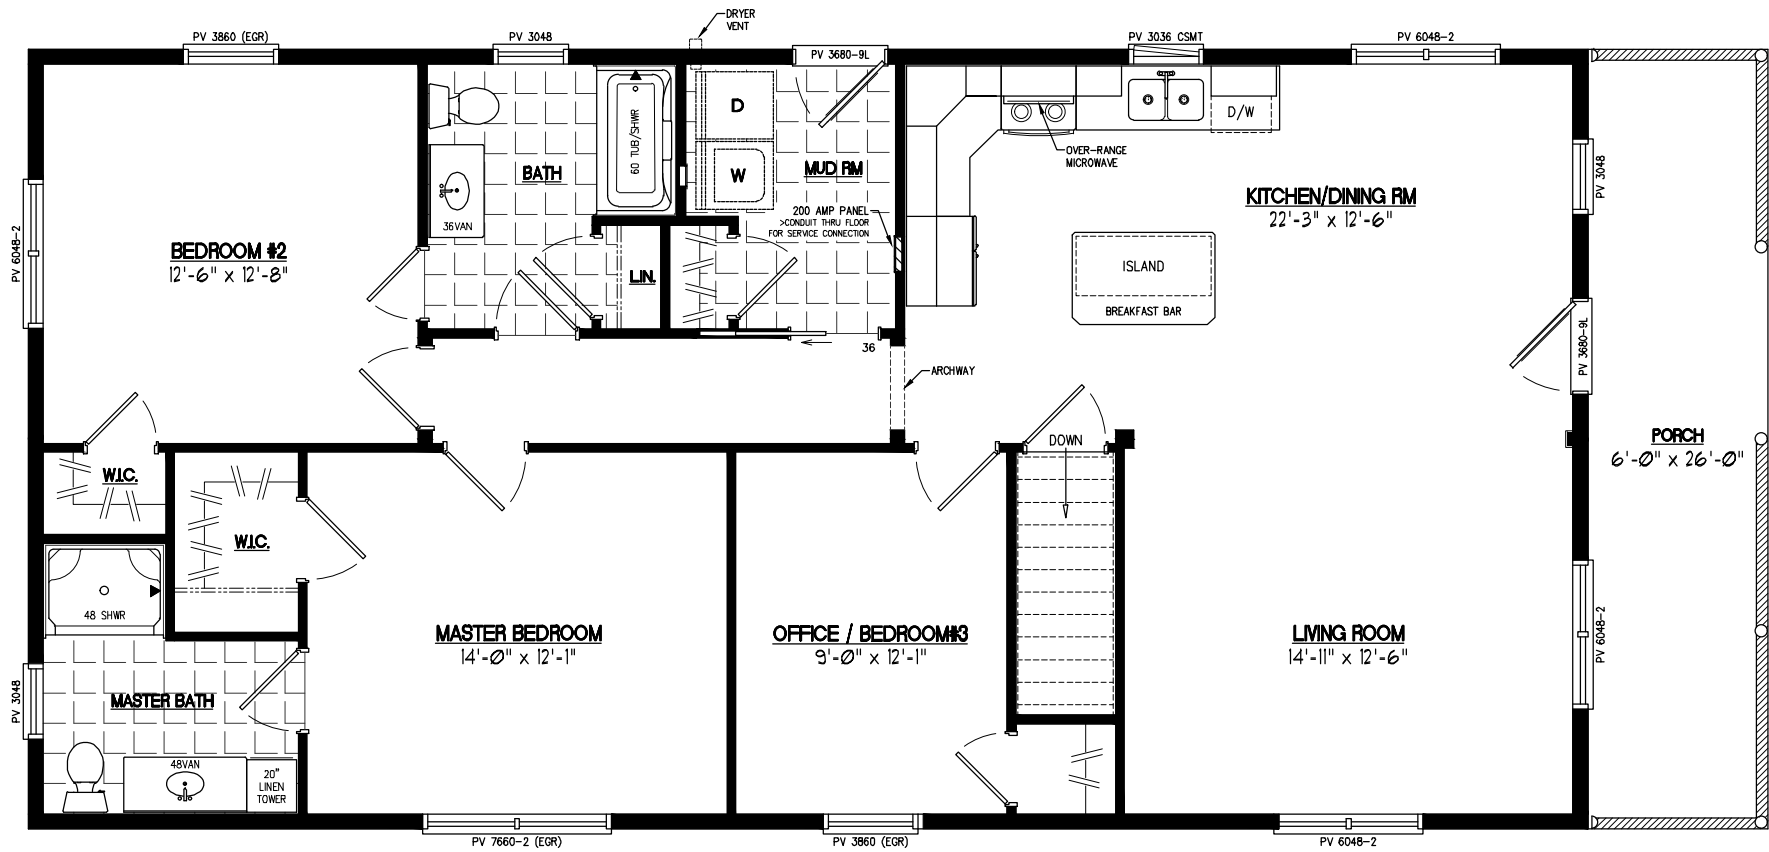 DRYER
VENT
PV 3860 (EGR)
PV 3048
PV 3680-9L
PV 3036 CSMT
PV 6048-2
D
W
60 TUB/SHWR
BATH
36VAN
MUD RM
200 AMP PANEL
>CONDUIT THRU FLOOR
FOR SERVICE CONNECTION
D/W
OVER-RANGE
MICROWAVE
PV 3048
KITCHEN/DINING RM
22'-3" x 12'-6"
PV 6048-2
BEDROOM #2
12'-6" x 12'-8"
LIN.
ISLAND
BREAKFAST BAR
36
ARCHWAY
PV 3680-9L
DOWN
PORCH
6'-0" x 26'-0"
W.I.C.
W.I.C.
48 SHWR
MASTER BEDROOM
14'-0" x 12'-1"
OFFICE / BEDROOM#3
9'-0" x 12'-1"
LIVING ROOM
14'-11" x 12'-6"
PV 6048-2
PV 3048
MASTER BATH
48VAN
20"
LINEN
TOWER
PV 7660-2 (EGR)
PV 3860 (EGR)
PV 6048-2